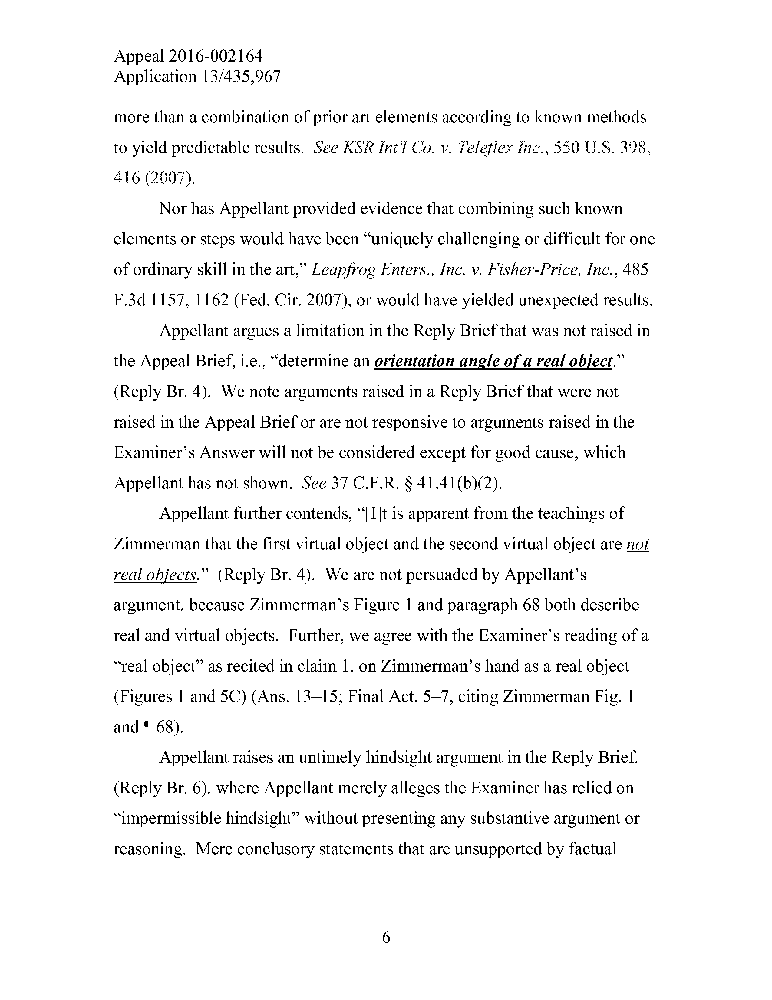 Appeal 2016-002164
Application 13/435,967
more than a combination of prior art elements according to known methods
to yield predictable results. See KSR Int'l Co. v. Teleflex Inc., 550 U.S. 398,
416 (2007).
Nor has Appellant provided evidence that combining such known
elements or steps would have been “uniquely challenging or difficult for one
of ordinary skill in the art,” Leapfrog Enters., Inc. v. Fisher-Price, Inc., 485
F.3d 1157, 1162 (Fed. Cir. 2007), or would have yielded unexpected results.
Appellant argues a limitation in the Reply Brief that was not raised in
the Appeal Brief, i.e., “determine an orientation angle of a real object.”
(Reply Br. 4). We note arguments raised in a Reply Brief that were not
raised in the Appeal Brief or are not responsive to arguments raised in the
Examiner’s Answer will not be considered except for good cause, which
Appellant has not shown. See 37 C.F.R. § 41.41(b)(2).
Appellant further contends, “[I]t is apparent from the teachings of
Zimmerman that the first virtual object and the second virtual object are not
real objects.” (Reply Br. 4). We are not persuaded by Appellant’s
argument, because Zimmerman’s Figure 1 and paragraph 68 both describe
real and virtual objects. Further, we agree with the Examiner’s reading of a
“real object” as recited in claim 1, on Zimmerman’s hand as a real object
(Figures 1 and 5C) (Ans. 13–15; Final Act. 5–7, citing Zimmerman Fig. 1
and ¶ 68).
Appellant raises an untimely hindsight argument in the Reply Brief.
(Reply Br. 6), where Appellant merely alleges the Examiner has relied on
“impermissible hindsight” without presenting any substantive argument or
reasoning. Mere conclusory statements that are unsupported by factual
6